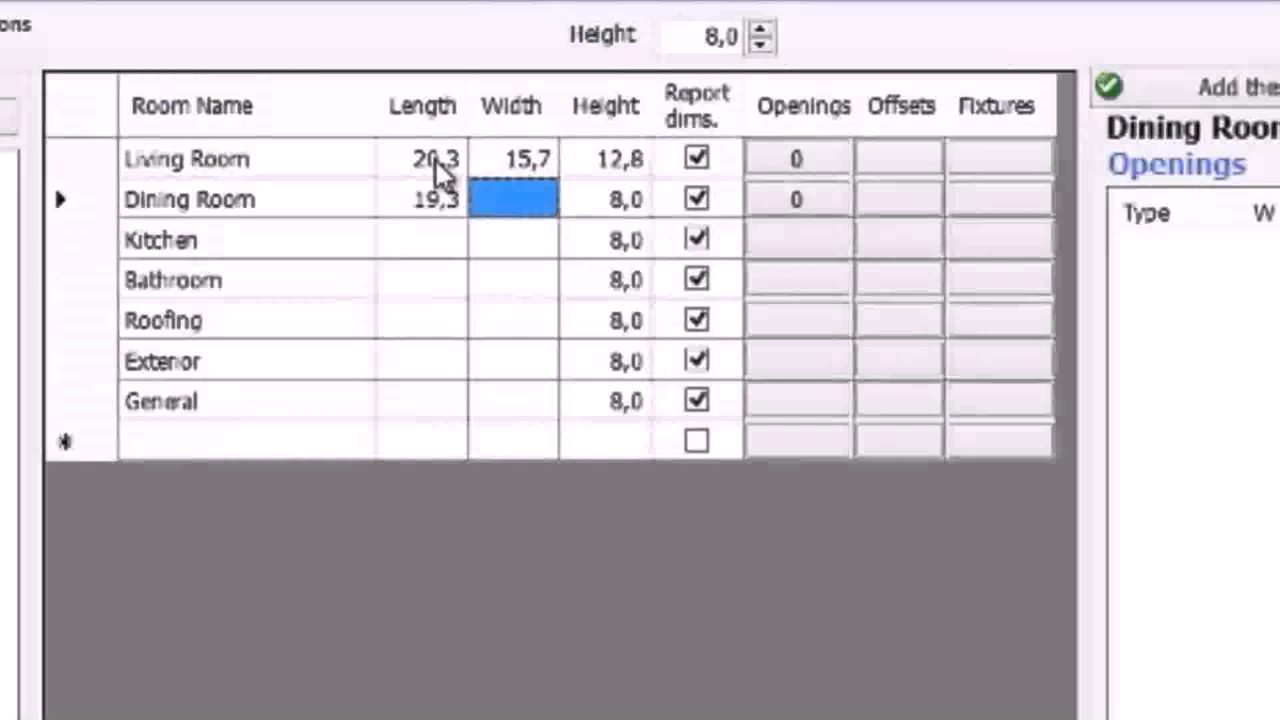 ons
Height 8,0
Room Name Length Width Height Report dims. Openings Offsets Fixtures
Living Room 20,3 15,7 12,8 0
Dining Room 19,3 8,0 0
Kitchen 8,0
Bathroom 8,0
Roofing 8,0
Exterior 8,0
General 8,0
Add the
Dining Roo
Openings
Type W